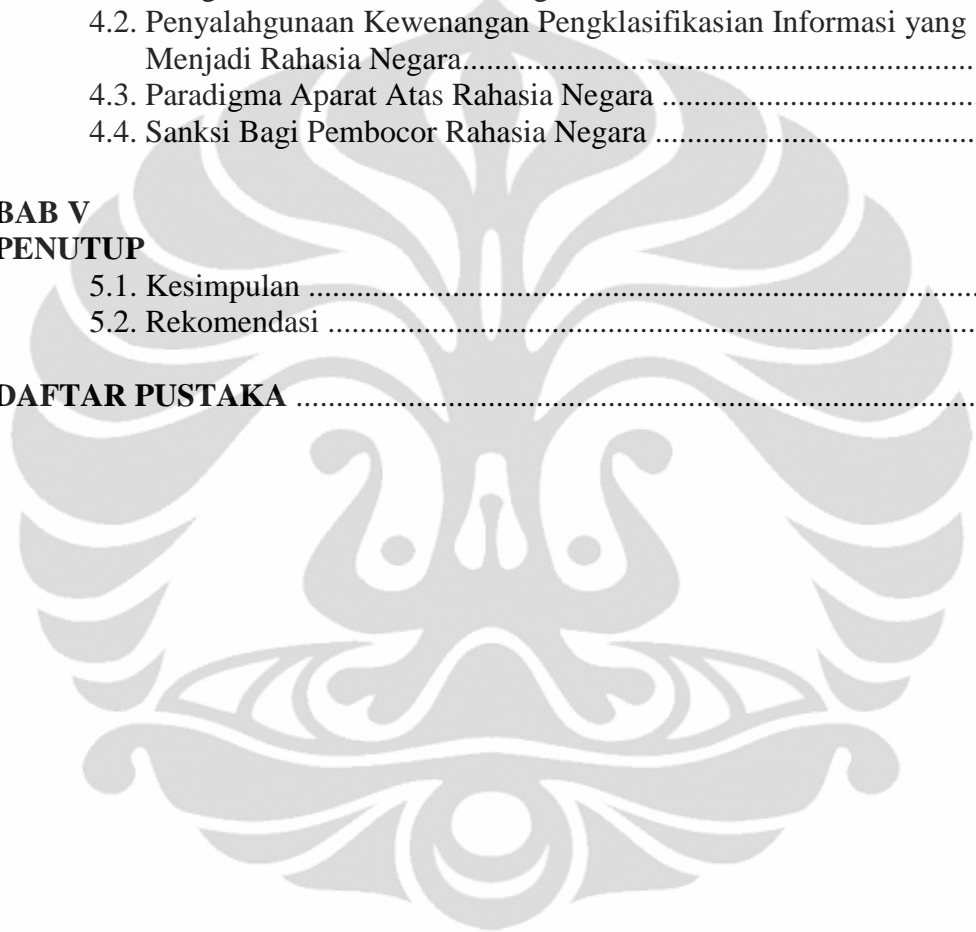 4.2. Penyalahgunaan Kewenangan Pengklasifikasian Informasi yang
Menjadi Rahasia Negara................................................................
4.3. Paradigma Aparat Atas Rahasia Negara ........................................
4.4. Sanksi Bagi Pembocor Rahasia Negara .........................................
BAB V
PENUTUP
5.1. Kesimpulan ....................................................................................
5.2. Rekomendasi .................................................................................
DAFTAR PUSTAKA .....................................................................................